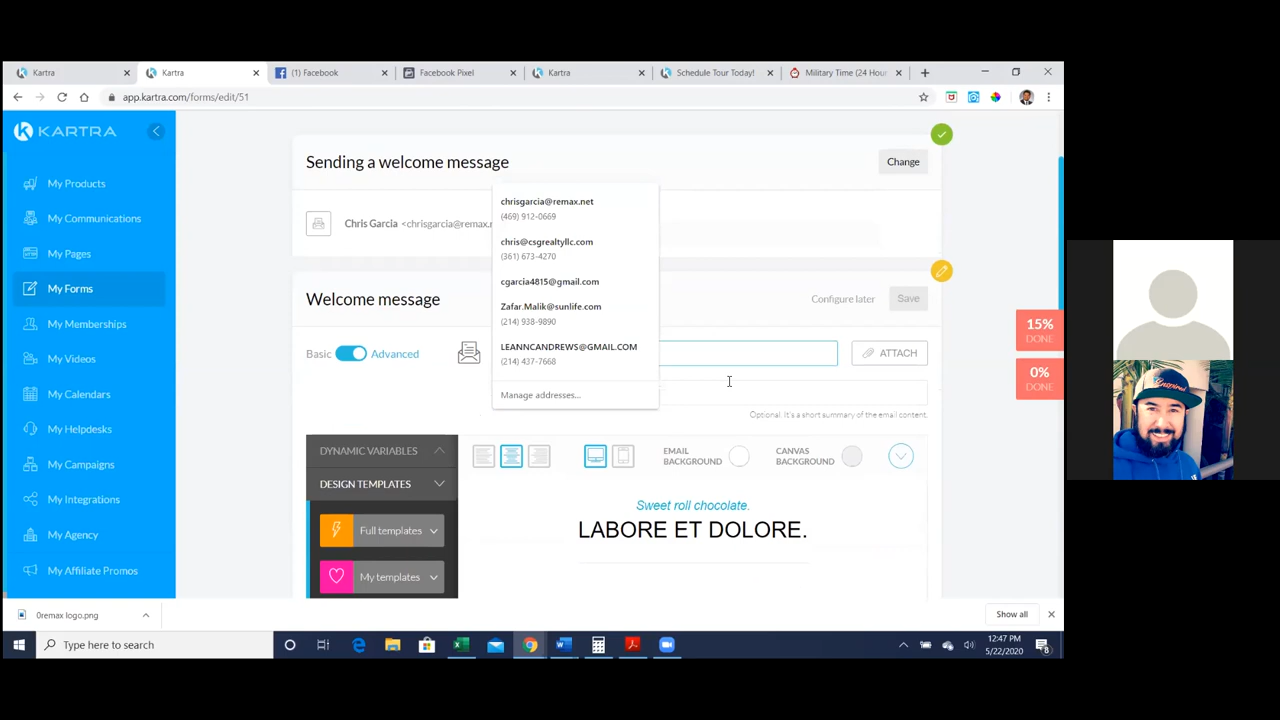 Kartra
Kartra
(1) Facebook
Facebook Pixel
Kartra
Schedule Tour Today!
Military Time (24 Hour
app.kartra.com/forms/edit/51
KARTRA
My Products
My Communications
My Pages
My Forms
My Memberships
My Videos
My Calendars
My Helpdesks
My Campaigns
My Integrations
My Agency
My Affiliate Promos
Sending a welcome message
Change
Chris Garcia <chrisgarcia@remax.n
chrisgarcia@remax.net
(469) 912-0669
chris@csgrealtyllc.com
(361) 673-4270
cgarcia4815@gmail.com
Zafar.Malik@sunlife.com
(214) 938-9890
LEANNCANDREWS@GMAIL.COM
(214) 437-7668
Manage addresses...
Welcome message
Configure later
Save
Basic
Advanced
ATTACH
Optional. It's a short summary of the email content.
DYNAMIC VARIABLES
DESIGN TEMPLATES
Full templates
My templates
EMAIL
BACKGROUND
CANVAS
BACKGROUND
Sweet roll chocolate.
LABORE ET DOLORE.
15%
DONE
0%
DONE
Inspired
0remax logo.png
Show all
Type here to search
12:47 PM
5/22/2020
8